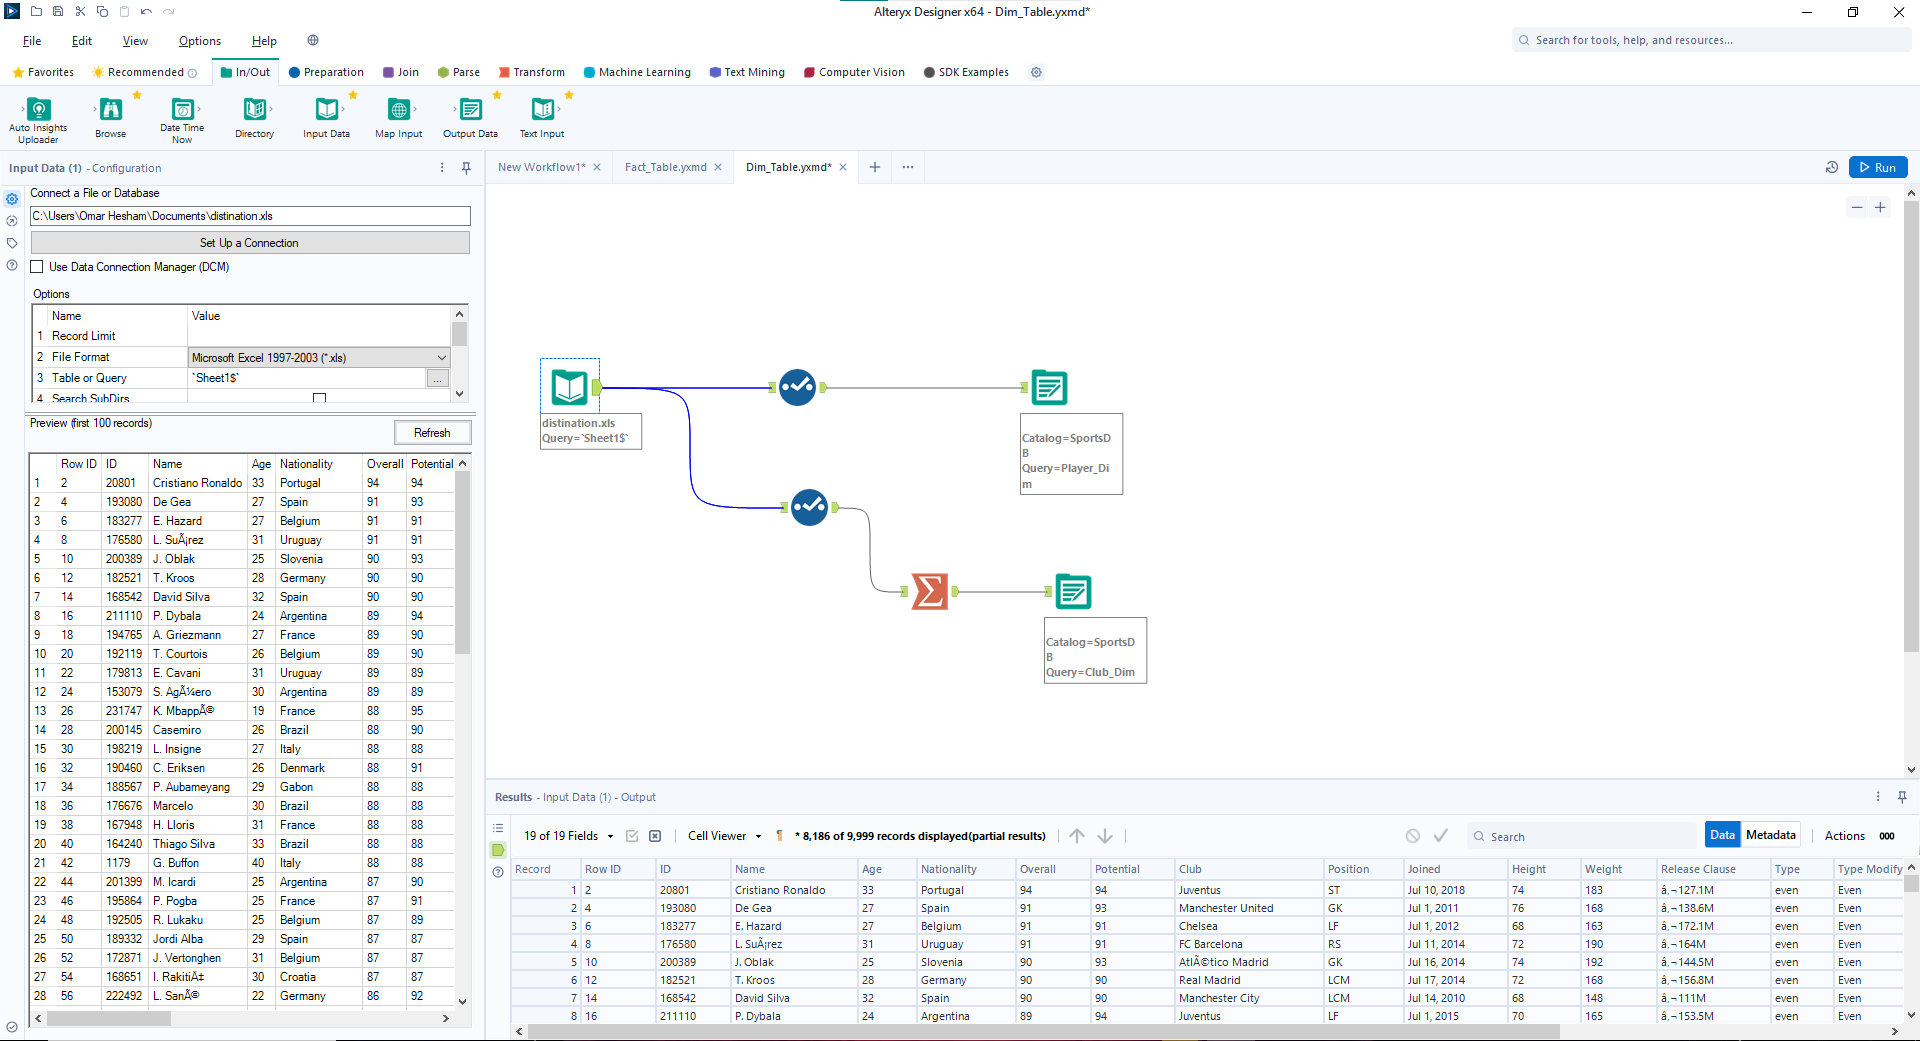 Alteryx Designer x64 - Dim_Table.yxmd*
File Edit View Options Help
Search for tools, help, and resources...
Favorites Recommended In/Out Preparation Join Parse Transform Machine Learning Text Mining Computer Vision SDK Examples
Auto Insights Uploader
Browse
Date Time Now
Directory
Input Data
Map Input
Output Data
Text Input
Input Data (1) - Configuration
New Workflow1* Fact_Table.yxmd Dim_Table.yxmd*
Run
Connect a File or Database
C:\Users\Omar Hesham\Documents\distination.xls
Set Up a Connection
Use Data Connection Manager (DCM)
Options
Name Value
1 Record Limit
2 File Format Microsoft Excel 1997-2003 (*.xls)
3 Table or Query `Sheet1$` ...
4 Search SubDirs
Preview (first 100 records)
Refresh
Row ID ID Name Age Nationality Overall Potential
1 2 20801 Cristiano Ronaldo 33 Portugal 94 94
2 4 193080 De Gea 27 Spain 91 93
3 6 183277 E. Hazard 27 Belgium 91 91
4 8 176580 L. SuÃ¡rez 31 Uruguay 91 91
5 10 200389 J. Oblak 25 Slovenia 90 93
6 12 182521 T. Kroos 28 Germany 90 90
7 14 168542 David Silva 32 Spain 90 90
8 16 211110 P. Dybala 24 Argentina 89 94
9 18 194765 A. Griezmann 27 France 89 90
10 20 192119 T. Courtois 26 Belgium 89 90
11 22 179813 E. Cavani 31 Uruguay 89 89
12 24 153079 S. AgÃ¼ero 30 Argentina 89 89
13 26 231747 K. MbappÃ© 19 France 88 95
14 28 200145 Casemiro 26 Brazil 88 90
15 30 198219 L. Insigne 27 Italy 88 88
16 32 190460 C. Eriksen 26 Denmark 88 91
17 34 188567 P. Aubameyang 29 Gabon 88 88
18 36 176676 Marcelo 30 Brazil 88 88
19 38 167948 H. Lloris 31 France 88 88
20 40 164240 Thiago Silva 33 Brazil 88 88
21 42 1179 G. Buffon 40 Italy 88 88
22 44 201399 M. Icardi 25 Argentina 87 90
23 46 195864 P. Pogba 25 France 87 91
24 48 192505 R. Lukaku 25 Belgium 87 89
25 50 189332 Jordi Alba 29 Spain 87 87
26 52 172871 J. Vertonghen 31 Belgium 87 87
27 54 168651 I. RakitiÄ‡ 30 Croatia 87 87
28 56 222492 L. SanÃ© 22 Germany 86 92
distination.xls
Query=`Sheet1$`
Catalog=SportsD
B
Query=Player_Di
m
Catalog=SportsD
B
Query=Club_Dim
Results - Input Data (1) - Output
19 of 19 Fields Cell Viewer * 8,186 of 9,999 records displayed(partial results) Search Data Metadata Actions 000
Record Row ID ID Name Age Nationality Overall Potential Club Position Joined Height Weight Release Clause Type Type Modify
1 2 20801 Cristiano Ronaldo 33 Portugal 94 94 Juventus ST Jul 10, 2018 74 183 â‚¬127.1M even Even
2 4 193080 De Gea 27 Spain 91 93 Manchester United GK Jul 1, 2011 76 168 â‚¬138.6M even Even
3 6 183277 E. Hazard 27 Belgium 91 91 Chelsea LF Jul 1, 2012 68 163 â‚¬172.1M even Even
4 8 176580 L. SuÃ¡rez 31 Uruguay 91 91 FC Barcelona RS Jul 11, 2014 72 190 â‚¬164M even Even
5 10 200389 J. Oblak 25 Slovenia 90 93 AtlÃ©tico Madrid GK Jul 16, 2014 74 192 â‚¬144.5M even Even
6 12 182521 T. Kroos 28 Germany 90 90 Real Madrid LCM Jul 17, 2014 72 168 â‚¬156.8M even Even
7 14 168542 David Silva 32 Spain 90 90 Manchester City LCM Jul 14, 2010 68 148 â‚¬111M even Even
8 16 211110 P. Dybala 24 Argentina 89 94 Juventus LF Jul 1, 2015 70 165 â‚¬153.5M even Even